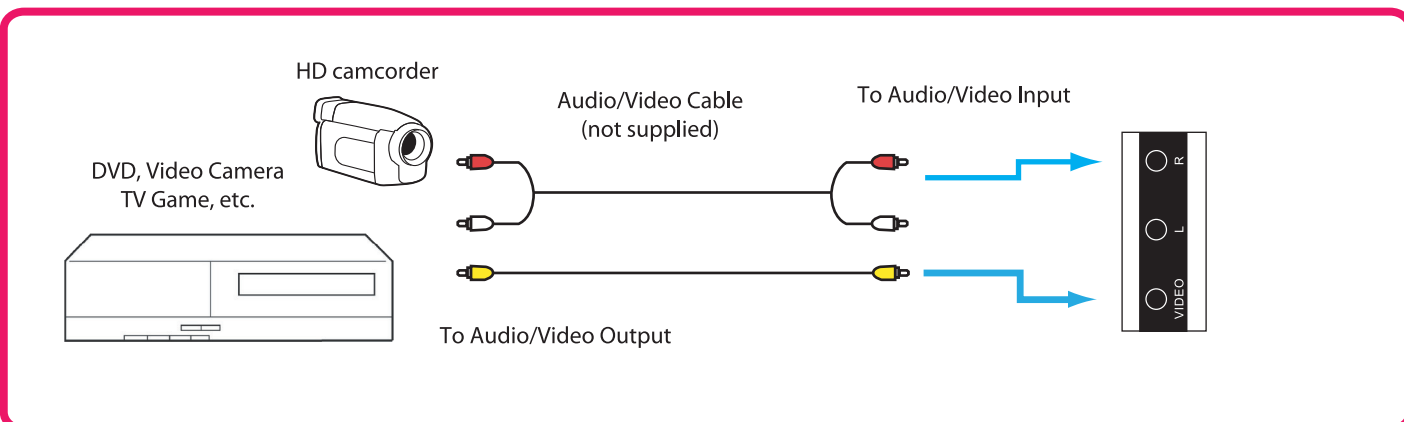 HD camcorder
Audio/Video Cable
(not supplied)
To Audio/Video Input
DVD, Video Camera
TV Game, etc.
To Audio/Video Output
R
L
VIDEO